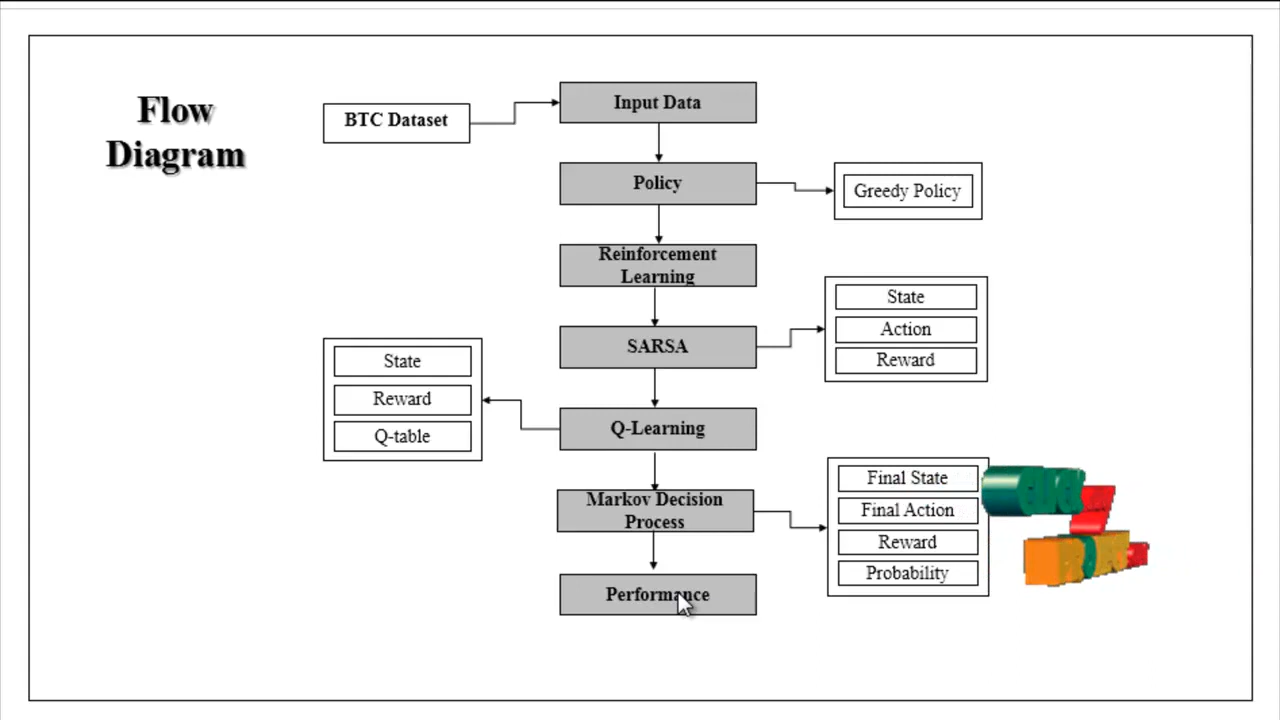 Flow
Diagram
BTC Dataset
Input Data
Policy
Greedy Policy
Reinforcement
Learning
State
Action
Reward
SARSA
State
Reward
Q-table
Q-Learning
Markov Decision
Process
Final State
Final Action
Reward
Probability
Performance